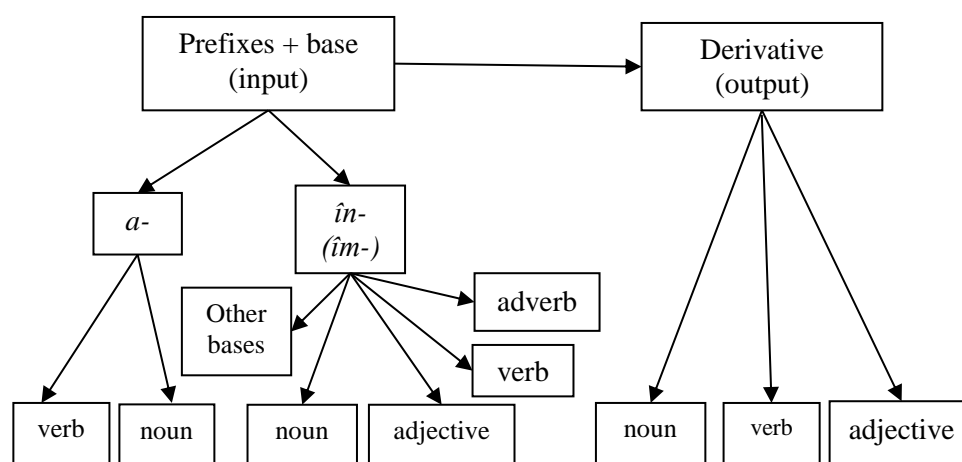 Prefixes + base
(input)
Derivative
(output)
a-
în-
(îm-)
Other
bases
adverb
verb
verb
noun
noun
adjective
noun
verb
adjective